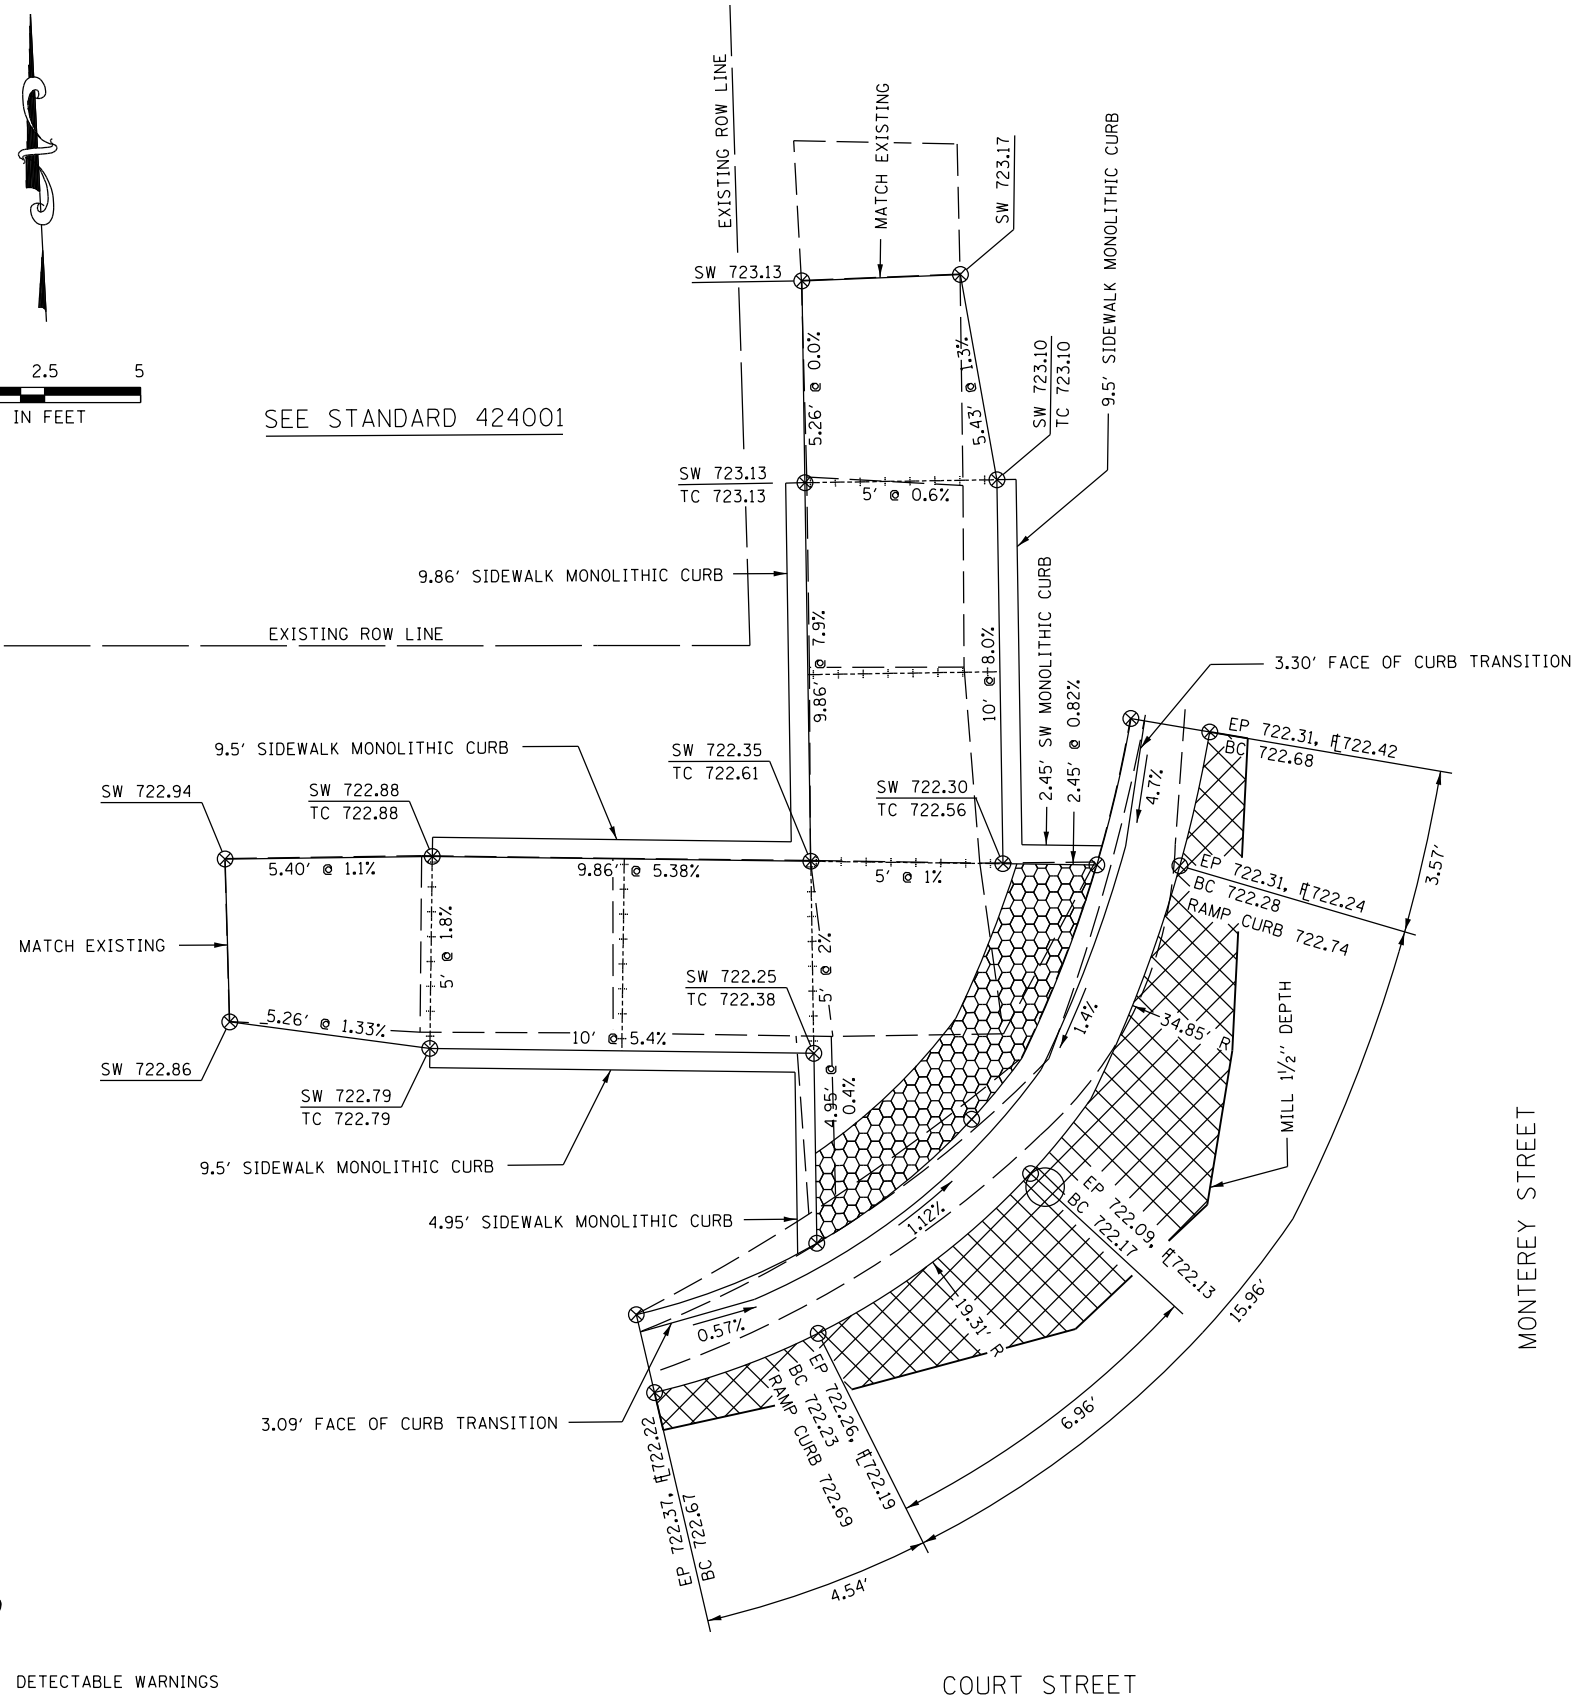 EXISTING ROW LINE
MATCH EXISTING
SW 723.17
9.5' SIDEWALK MONOLITHIC CURB
SW 723.13
2.5 5
IN FEET
SEE STANDARD 424001
5.26' @ 0.0%
5.43' @ 1.3%
SW 723.10
TC 723.10
SW 723.13
TC 723.13
5' @ 0.6%
9.86' SIDEWALK MONOLITHIC CURB
EXISTING ROW LINE
9.86' @ 7.9%
10' @ 8.0%
2.45' SW MONOLITHIC CURB
2.45' @ 0.82%
3.30' FACE OF CURB TRANSITION
9.5' SIDEWALK MONOLITHIC CURB
SW 722.35
TC 722.61
SW 722.30
TC 722.56
EP 722.31, FL 722.42
BC 722.68
4.7%
SW 722.94
SW 722.88
TC 722.88
5.40' @ 1.1%
9.86' @ 5.38%
5' @ 1%
EP 722.31, FL 722.24
BC 722.28
RAMP CURB 722.74
3.57'
MATCH EXISTING
5' @ 1.8%
5' @ 2%
SW 722.25
TC 722.38
5.26' @ 1.33%
10' @ 5.4%
1.4%
34.85' R
MILL 1 1/2" DEPTH
SW 722.86
SW 722.79
TC 722.79
4.95' @
0.4%
9.5' SIDEWALK MONOLITHIC CURB
4.95' SIDEWALK MONOLITHIC CURB
1.12%
EP 722.09, FL 722.13
BC 722.17
15.96'
MONTEREY STREET
0.57%
19.31' R
3.09' FACE OF CURB TRANSITION
EP 722.26, FL 722.19
BC 722.23
RAMP CURB 722.69
6.96'
EP 722.37, FL 722.22
BC 722.67
4.54'
DETECTABLE WARNINGS
COURT STREET